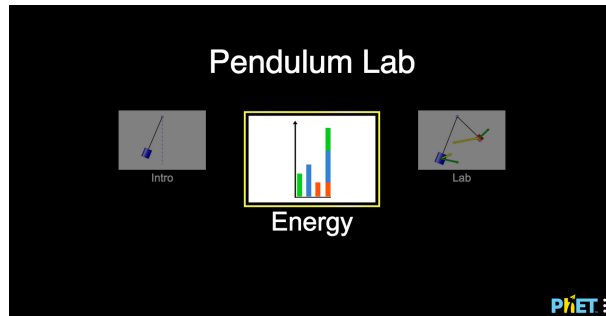 Pendulum Lab
Intro
Energy
Lab
PhET